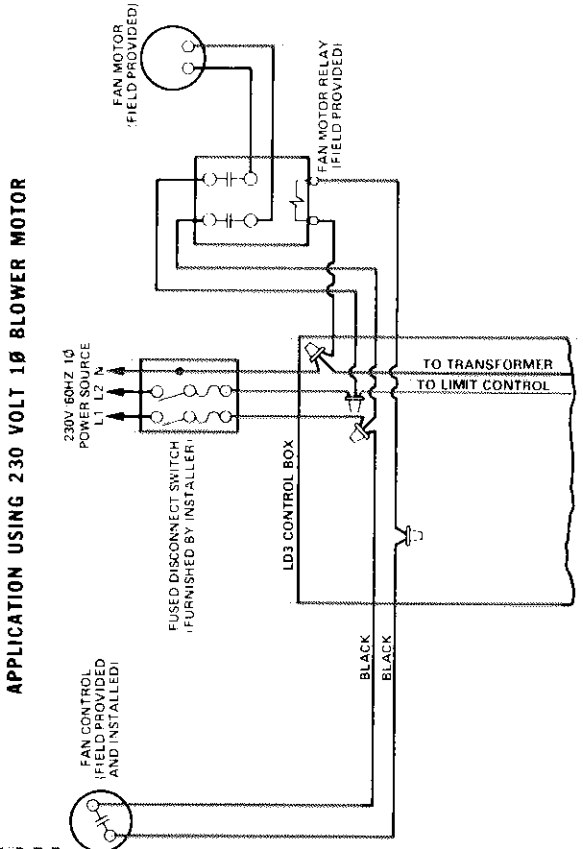 APPLICATION USING 230 VOLT 1Ø BLOWER MOTOR
FAN CONTROL
(FIELD PROVIDED
AND INSTALLED)
230V 60HZ 1Ø
POWER SOURCE
L1 L2 N
FUSED DISCONNECT SWITCH
(FURNISHED BY INSTALLER)
FAN MOTOR
(FIELD PROVIDED)
FAN MOTOR RELAY
(FIELD PROVIDED)
LD3 CONTROL BOX
TO TRANSFORMER
TO LIMIT CONTROL
BLACK
BLACK